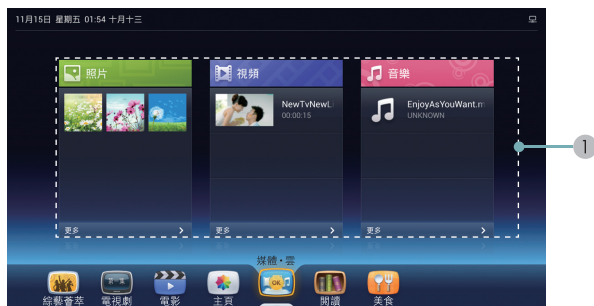 11月15日 星期五 01:54 十月十三
照片
視頻
音樂
NewTvNewL
00:00:15
EnjoyAsYouWant.m
UNKNOWN
更多
更多
更多
1
媒體·雲
OK
綜藝薈萃
電視劇
電影
主頁
閱讀
美食